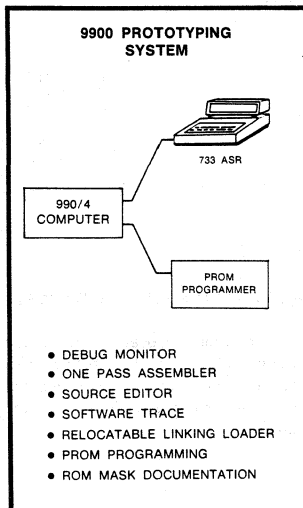 9900 PROTOTYPING
SYSTEM
733 ASR
990/4
COMPUTER
PROM
PROGRAMMER
• DEBUG MONITOR
• ONE PASS ASSEMBLER
• SOURCE EDITOR
• SOFTWARE TRACE
• RELOCATABLE LINKING LOADER
• PROM PROGRAMMING
• ROM MASK DOCUMENTATION